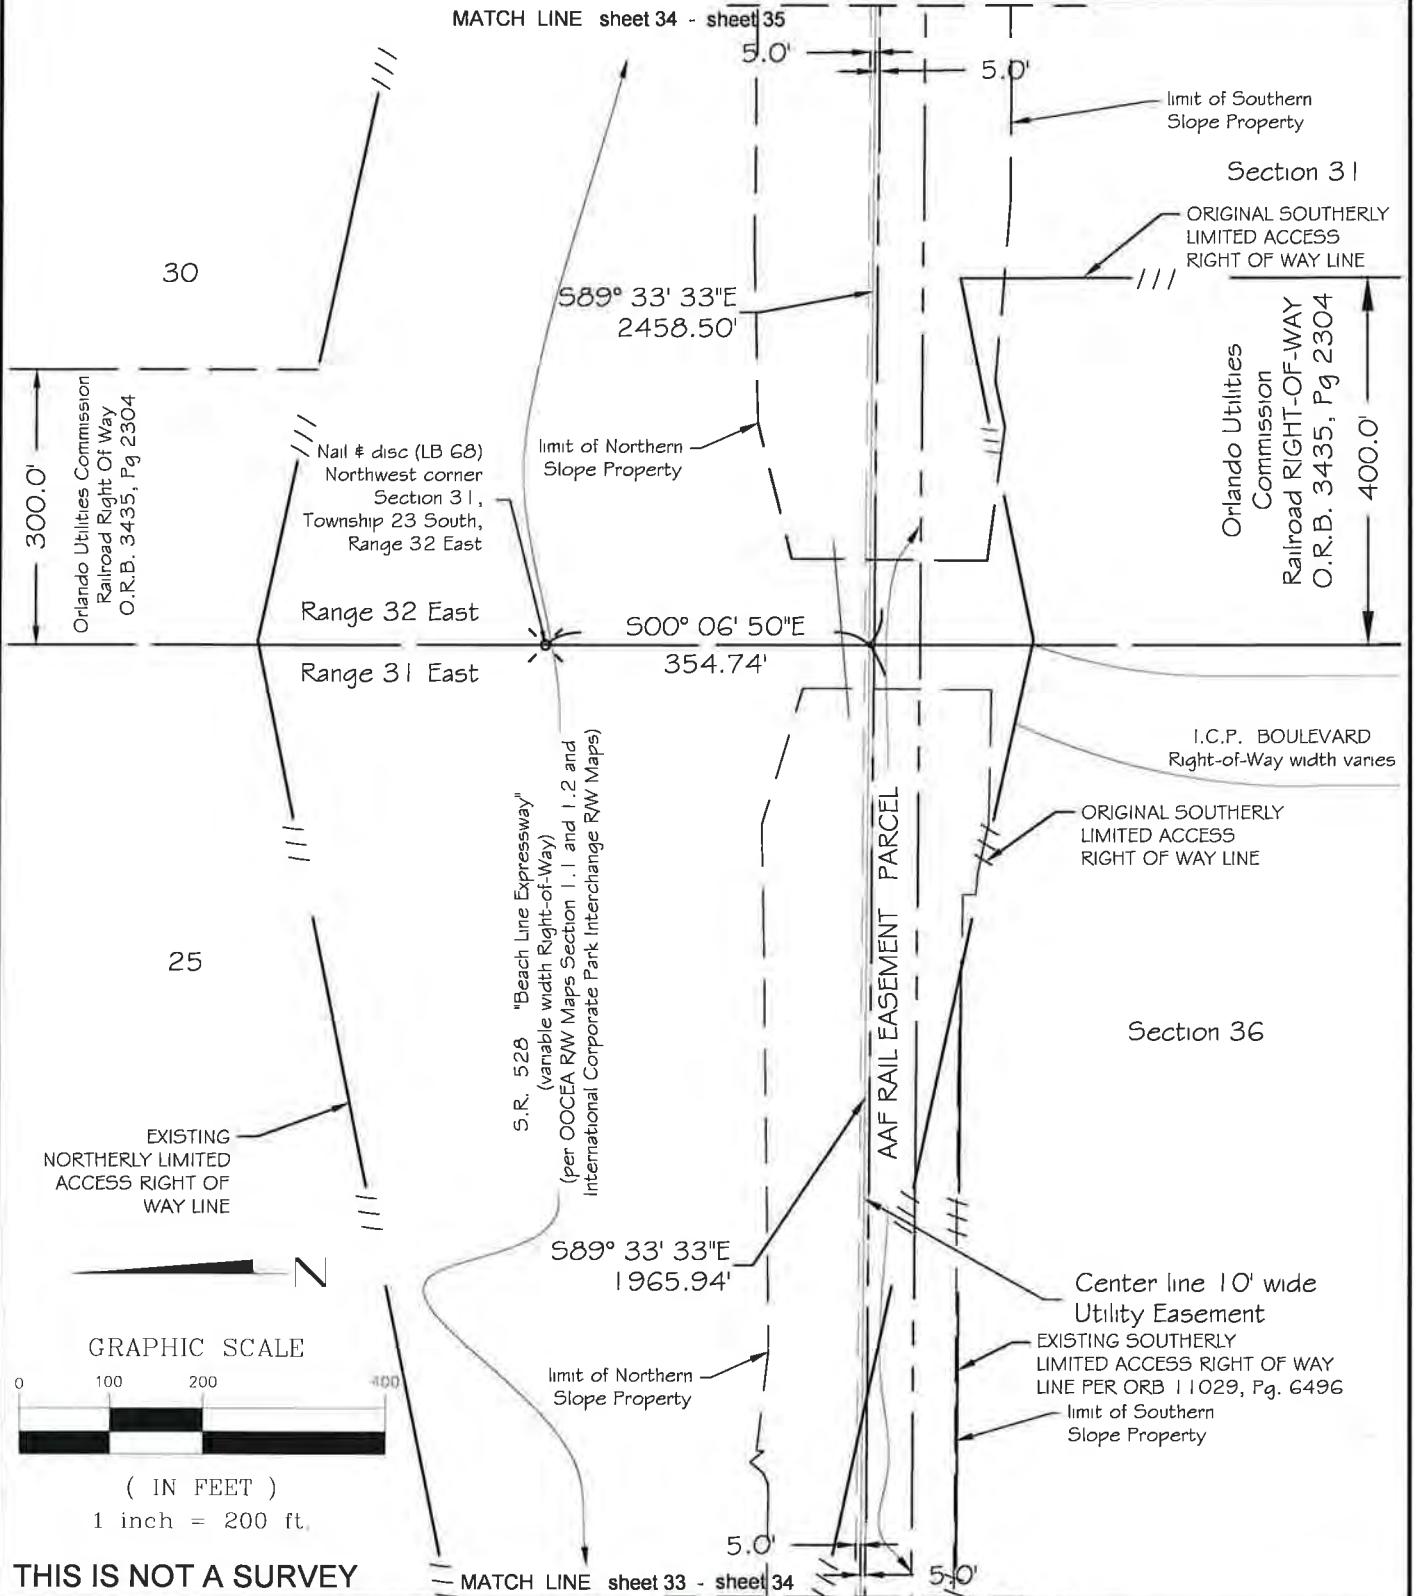 MATCH LINE sheet 34 - sheet 35
5.0'
5.0'
limit of Southern
Slope Property
Section 31
ORIGINAL SOUTHERLY
LIMITED ACCESS
RIGHT OF WAY LINE
30
S89° 33' 33"E
2458.50'
300.0'
Orlando Utilities Commission
Railroad Right Of Way
O.R.B. 3435, Pg 2304
Nail & disc (LB 68)
Northwest corner
Section 31,
Township 23 South,
Range 32 East
limit of Northern
Slope Property
Orlando Utilities
Commission
Railroad RIGHT-OF-WAY
O.R.B. 3435, Pg 2304
400.0'
Range 32 East
S00° 06' 50"E
354.74'
Range 31 East
I.C.P. BOULEVARD
Right-of-Way width varies
ORIGINAL SOUTHERLY
LIMITED ACCESS
RIGHT OF WAY LINE
S.R. 528 "Beach Line Expressway"
(variable width Right-of-Way)
(per OOCEA R/W Maps Section 1.1 and 1.2 and
International Corporate Park Interchange R/W Maps)
AAF RAIL EASEMENT PARCEL
25
Section 36
EXISTING
NORTHERLY LIMITED
ACCESS RIGHT OF
WAY LINE
N
S89° 33' 33"E
1965.94'
Center line 10' wide
Utility Easement
EXISTING SOUTHERLY
LIMITED ACCESS RIGHT OF WAY
LINE PER ORB 11029, Pg. 6496
limit of Southern
Slope Property
limit of Northern
Slope Property
GRAPHIC SCALE
0 100 200 400
( IN FEET )
1 inch = 200 ft.
5.0'
5.0'
THIS IS NOT A SURVEY
MATCH LINE sheet 33 - sheet 34